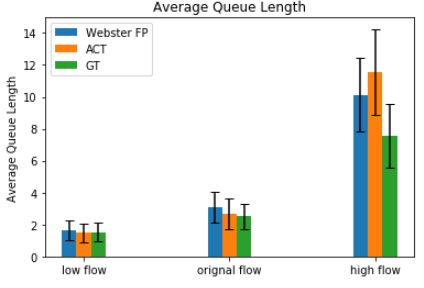 Average Queue Length
Average Queue Length
14
12
10
8
6
4
2
0
Webster FP
ACT
GT
low flow
orignal flow
high flow